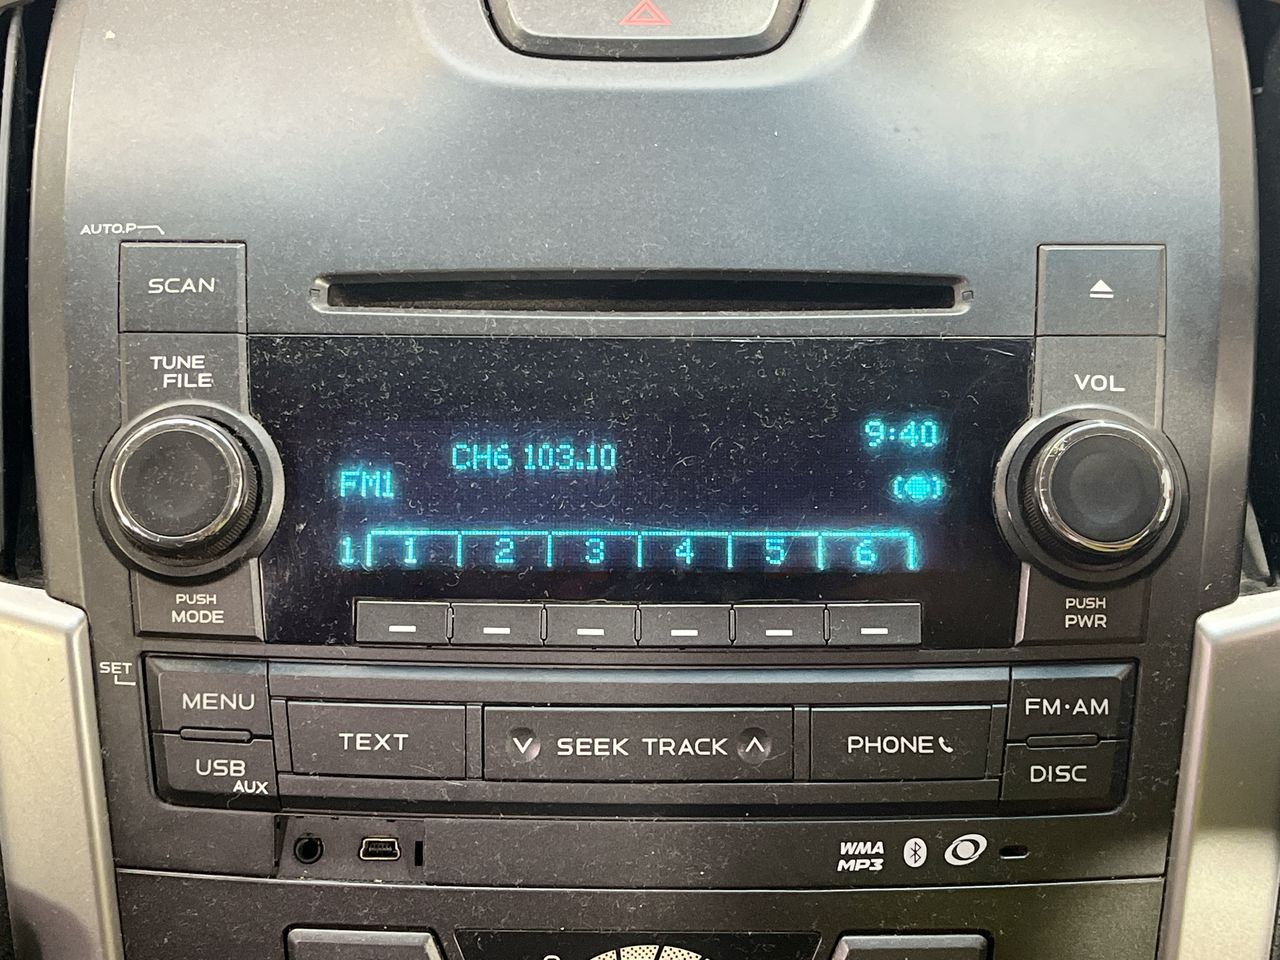 AUTO.P
SCAN
TUNE
FILE
VOL
9:40
CH6 103.10
FM1
1 1 2 3 4 5 6
PUSH
MODE
PUSH
PWR
SET
MENU
FM·AM
TEXT
SEEK TRACK
PHONE
USB
AUX
DISC
WMA
MP3